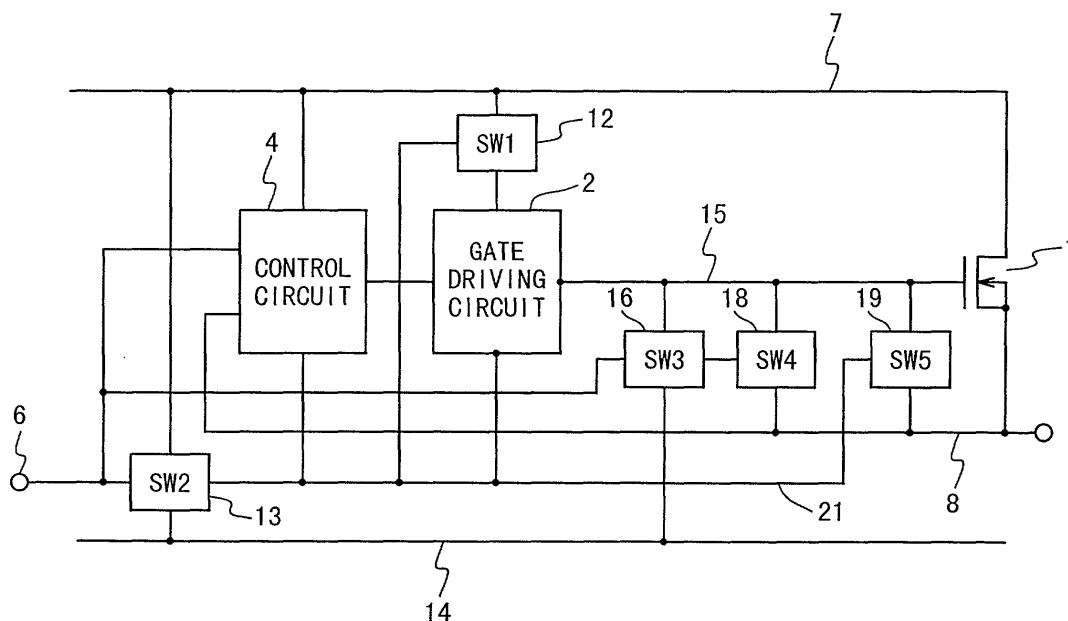 7
12
SW1
4
2
CONTROL
CIRCUIT
GATE
DRIVING
CIRCUIT
15
16
18
19
SW3
SW4
SW5
6
SW2
13
21
8
14